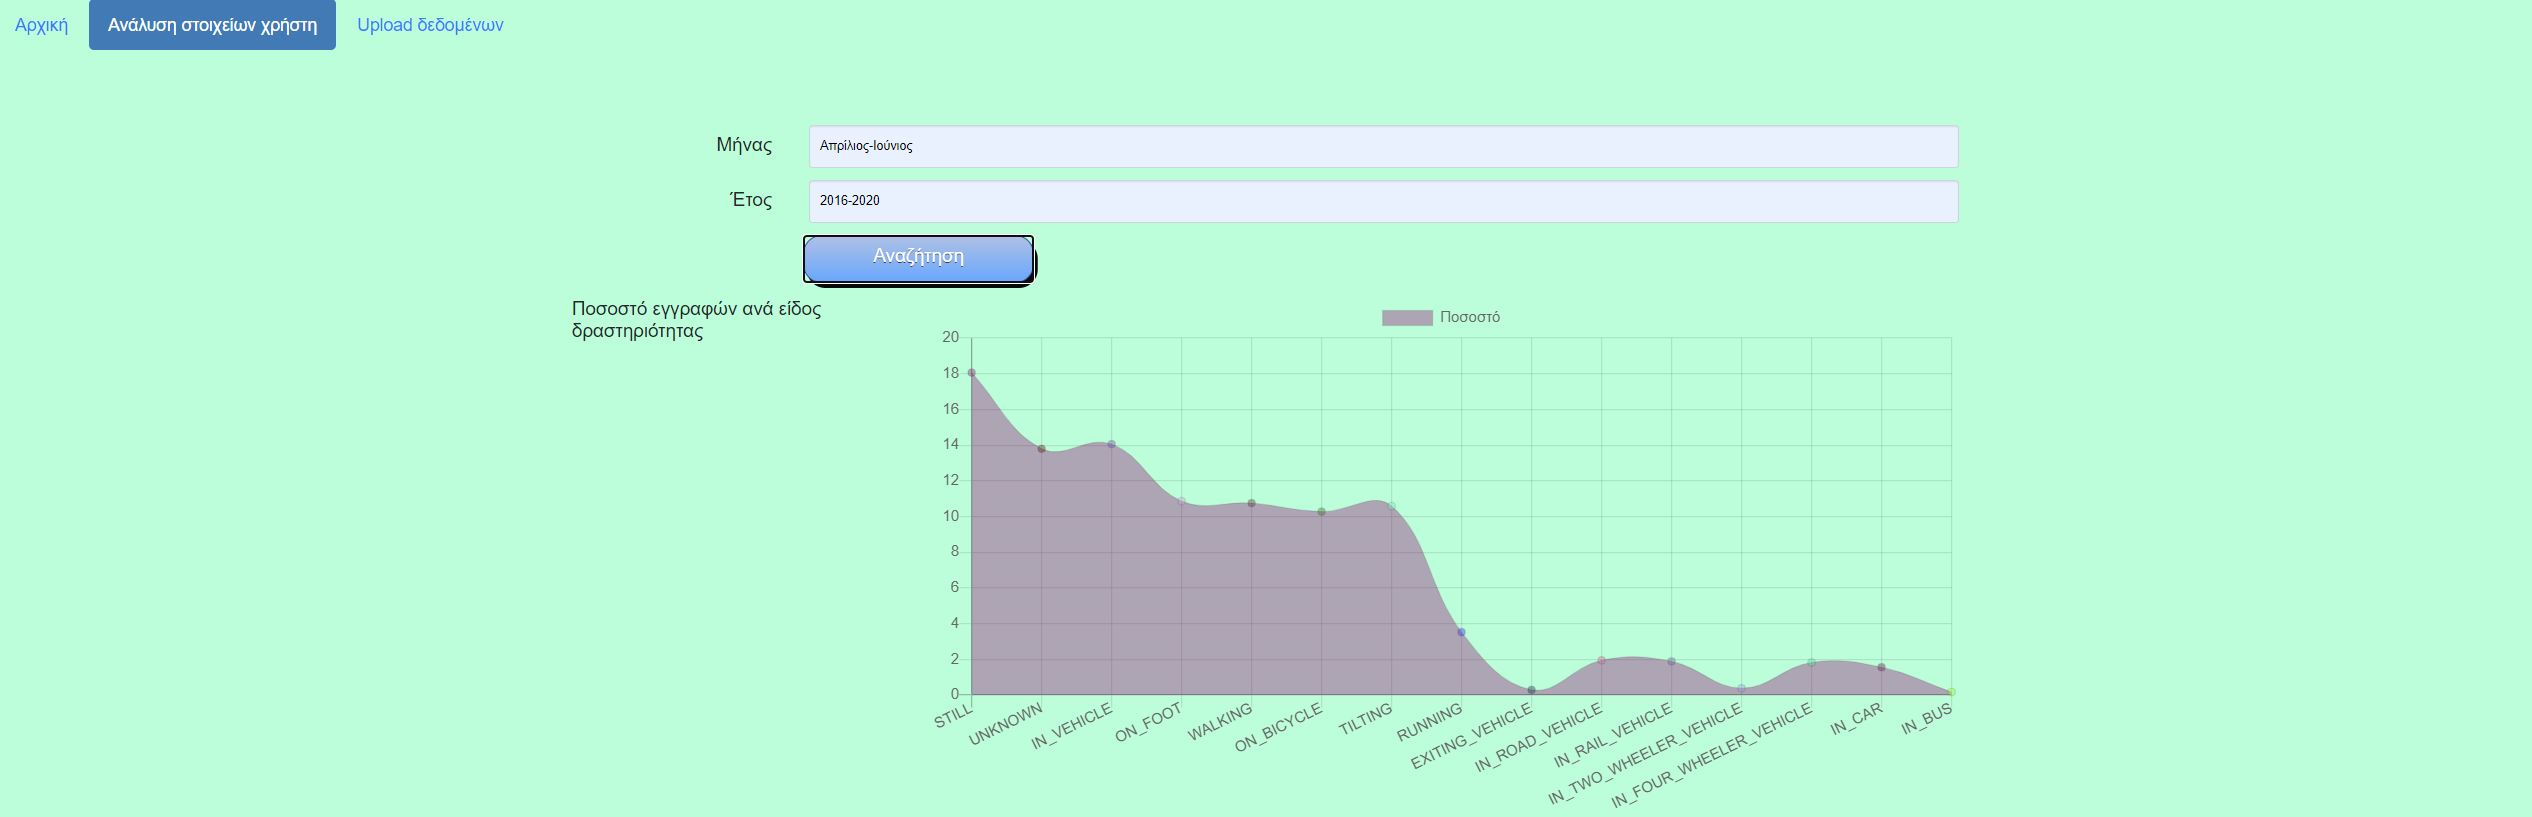 Αρχική
Ανάλυση στοιχείων χρήστη
Upload δεδομένων
Μήνας
Απρίλιος-Ιούνιος
Έτος
2016-2020
Αναζήτηση
Ποσοστό εγγραφών ανά είδος
δραστηριότητας
Ποσοστό
20
18
16
14
12
10
8
6
4
2
0
STILL
UNKNOWN
IN_VEHICLE
ON_FOOT
WALKING
ON_BICYCLE
TILTING
RUNNING
EXITING_VEHICLE
IN_ROAD_VEHICLE
IN_RAIL_VEHICLE
IN_TWO_WHEELER_VEHICLE
IN_FOUR_WHEELER_VEHICLE
IN_CAR
IN_BUS